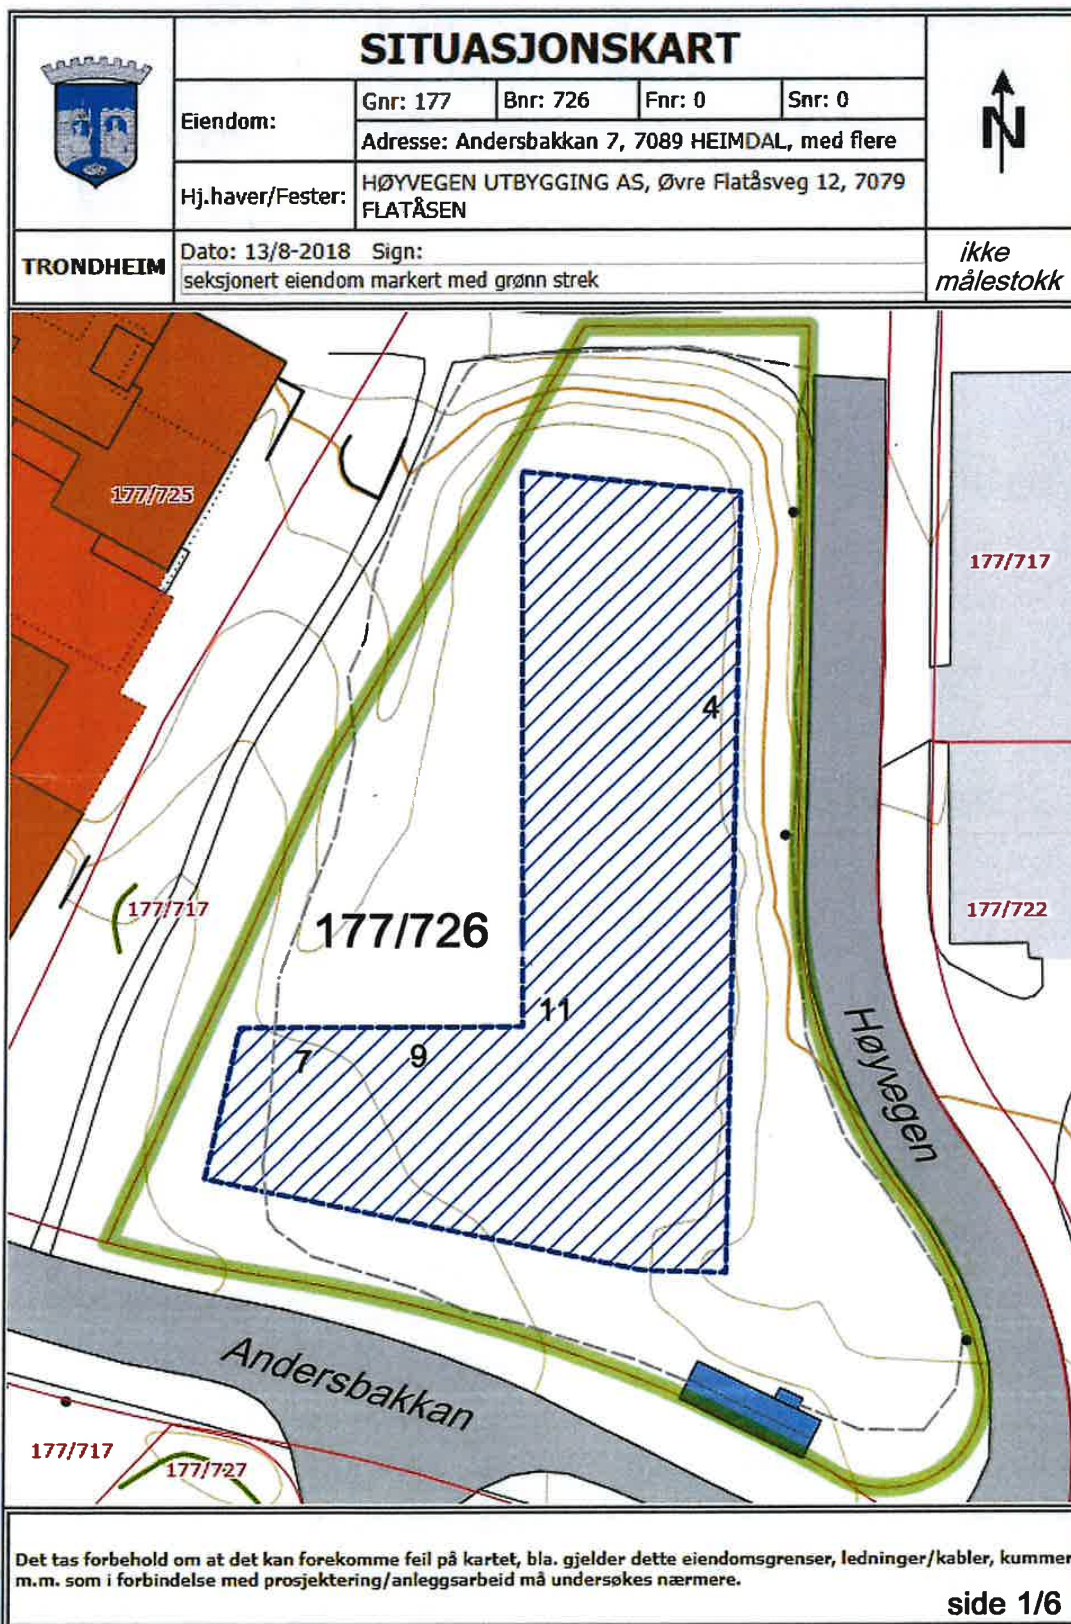 SITUASJONSKART
Eiendom:
Gnr: 177
Bnr: 726
Fnr: 0
Snr: 0
Adresse: Andersbakkan 7, 7089 HEIMDAL, med flere
Hj.haver/Fester:
HØYVEGEN UTBYGGING AS, Øvre Flatåsveg 12, 7079
FLATÅSEN
N
TRONDHEIM
Dato: 13/8-2018 Sign:
seksjonert eiendom markert med grønn strek
ikke
målestokk
177/725
177/717
4
177/717
177/726
177/722
11
7
9
Høyvegen
Andersbakkan
177/717
177/727
Det tas forbehold om at det kan forekomme feil på kartet, bla. gjelder dette eiendomsgrenser, ledninger/kabler, kummer
m.m. som i forbindelse med prosjektering/anleggsarbeid må undersøkes nærmere.
side 1/6